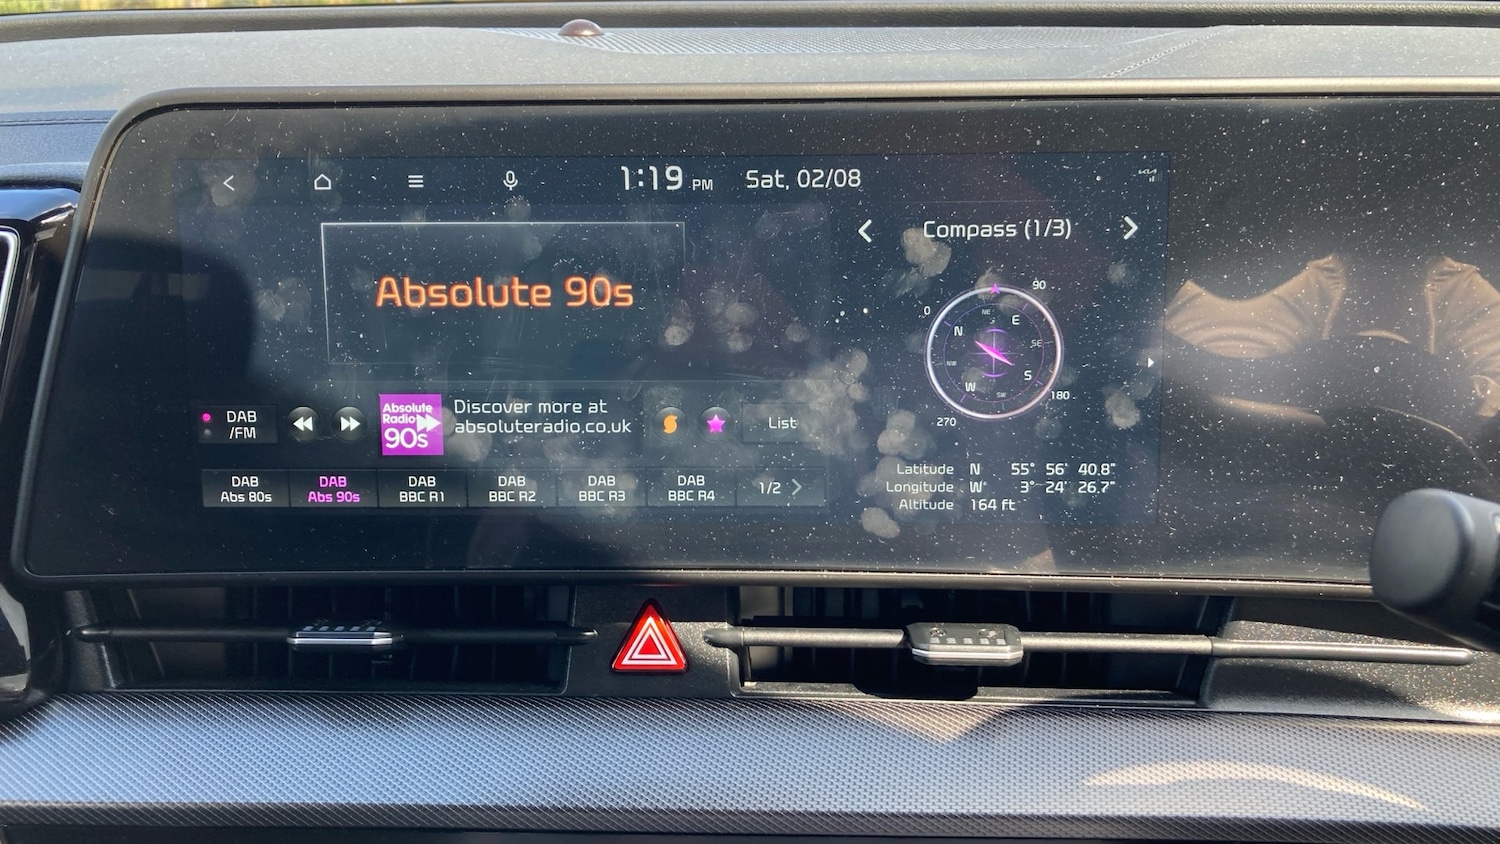 1:19 PM Sat, 02/08
Compass (1/3)
Absolute 90s
0 90
NE E
N SE
NW S
W SW
180
270
DAB
/FM
Absolute
Radio
90s
Discover more at
absoluteradio.co.uk
List
Latitude N 55° 56' 40.8"
Longitude W 3° 24' 26.7"
Altitude 164 ft
DAB
Abs 80s
DAB
Abs 90s
DAB
BBC R1
DAB
BBC R2
DAB
BBC R3
DAB
BBC R4
1/2